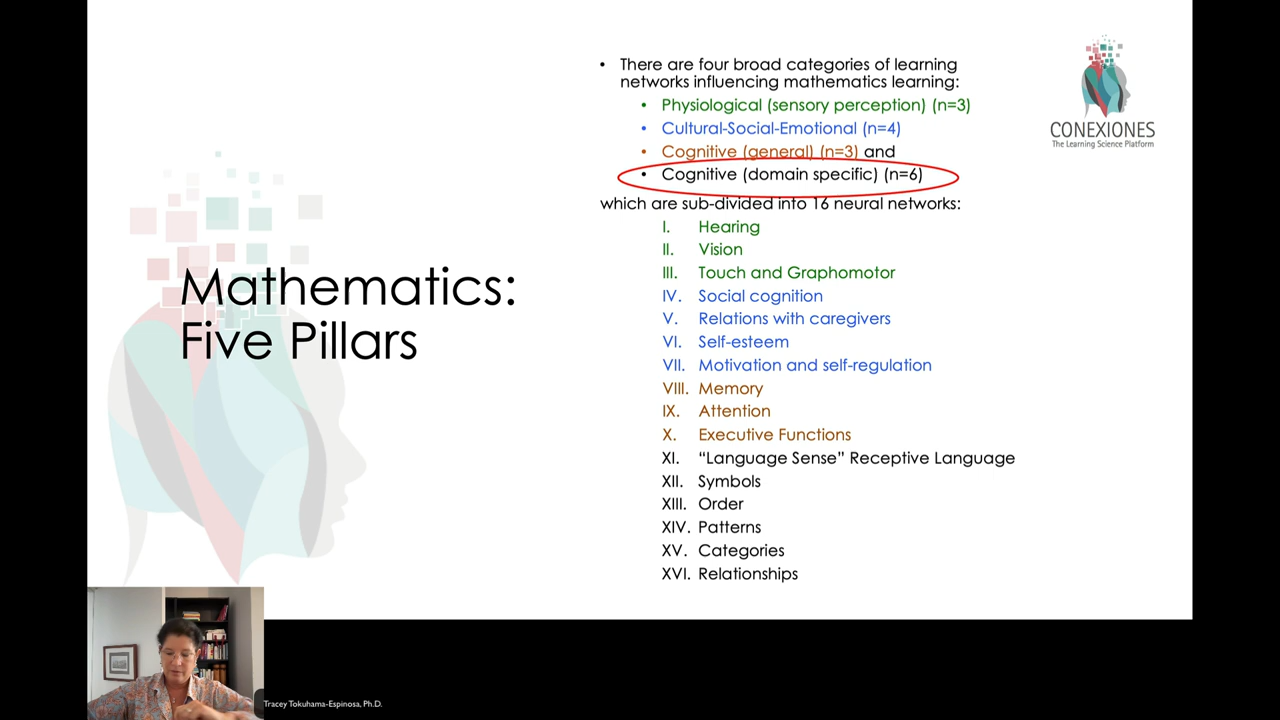 Mathematics:
Five Pillars
• There are four broad categories of learning
networks influencing mathematics learning:
• Physiological (sensory perception) (n=3)
• Cultural-Social-Emotional (n=4)
• Cognitive (general) (n=3) and
• Cognitive (domain specific) (n=6)
which are sub-divided into 16 neural networks:
I. Hearing
II. Vision
III. Touch and Graphomotor
IV. Social cognition
V. Relations with caregivers
VI. Self-esteem
VII. Motivation and self-regulation
VIII. Memory
IX. Attention
X. Executive Functions
XI. “Language Sense” Receptive Language
XII. Symbols
XIII. Order
XIV. Patterns
XV. Categories
XVI. Relationships
CONEXIONES
The Learning Science Platform
Tracey Tokuhama-Espinosa, Ph.D.